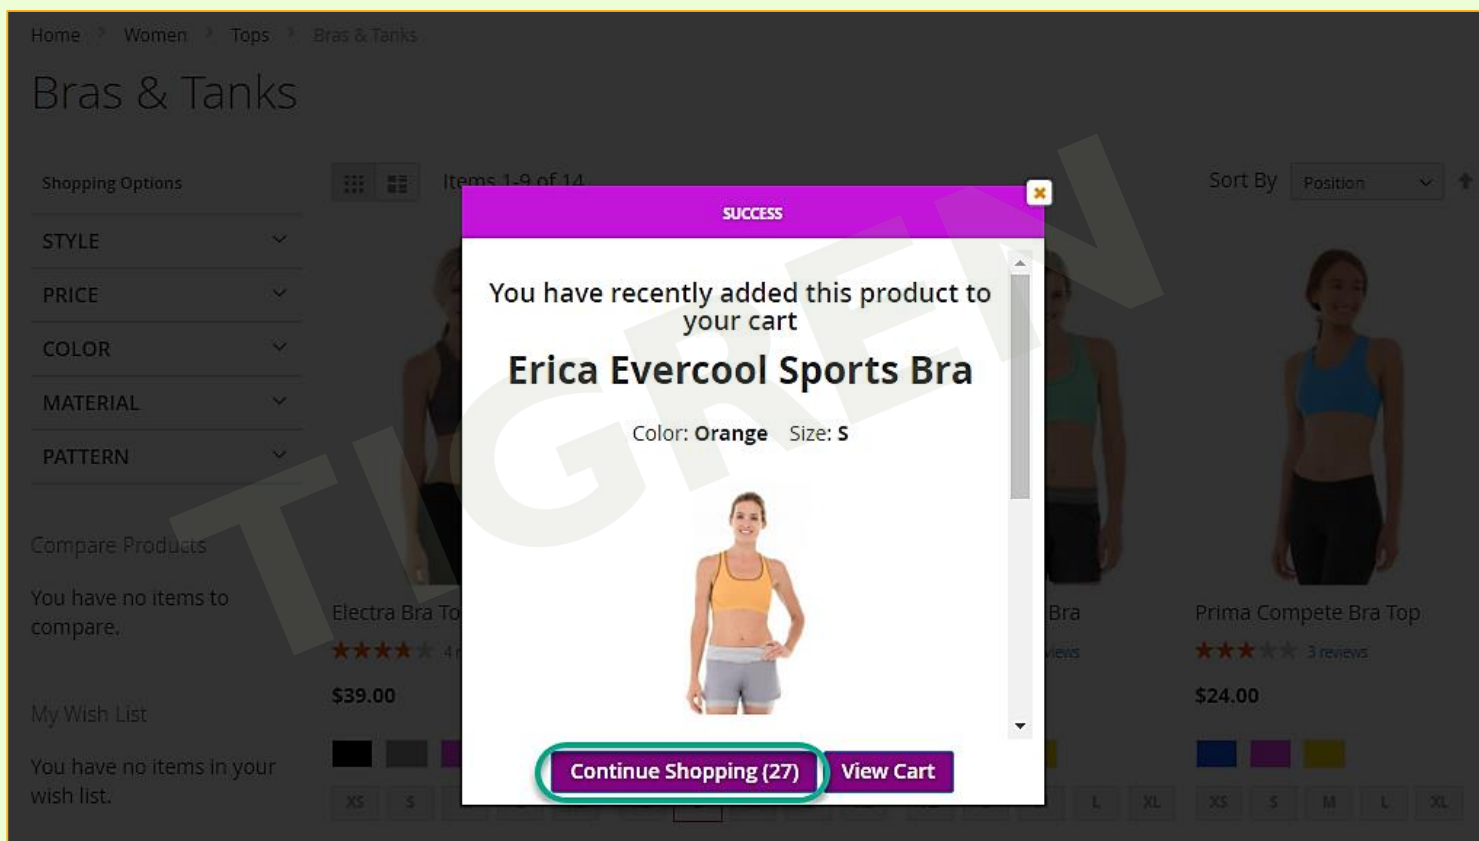 Home > Women > Tops > Bras & Tanks
Bras & Tanks
Shopping Options
Items 1-9 of 14
Sort By Position
STYLE
PRICE
COLOR
MATERIAL
PATTERN
Compare Products
You have no items to
compare.
My Wish List
You have no items in your
wish list.
SUCCESS
You have recently added this product to
your cart
Erica Evercool Sports Bra
Color: Orange Size: S
Continue Shopping (27)
View Cart
Electra Bra To
4 r
$39.00
XS S
Bra
views
L XL
Prima Compete Bra Top
3 reviews
$24.00
XS S M L XL
TIGREN